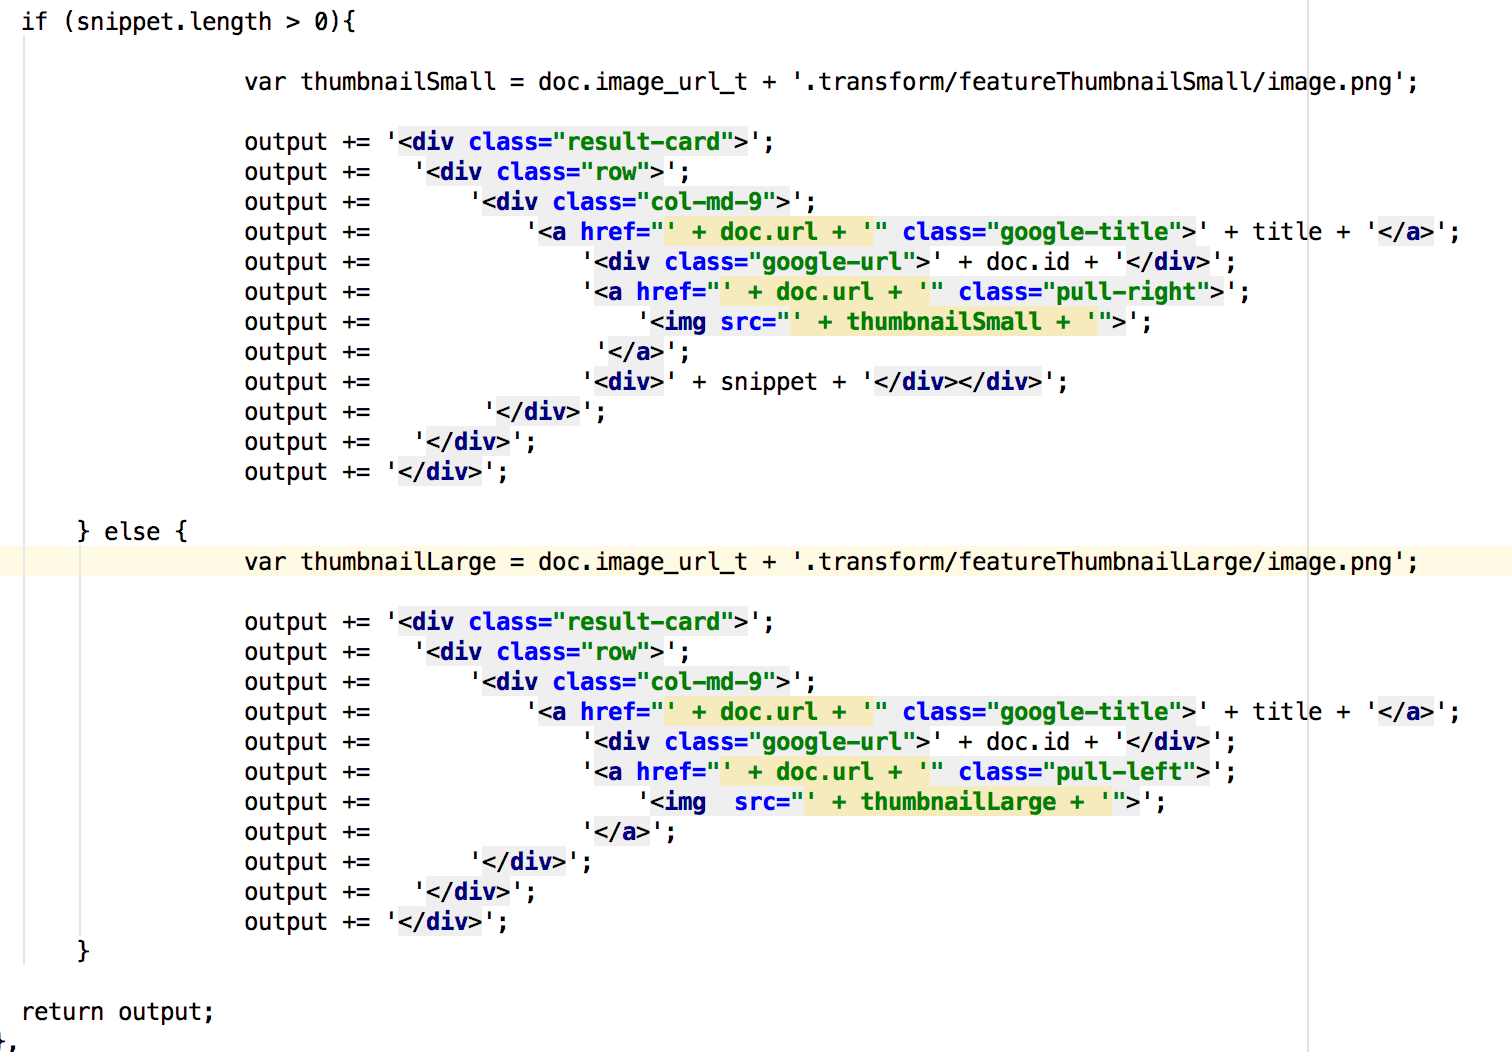 if (snippet.length > 0){
var thumbnailSmall = doc.image_url_t + '.transform/featureThumbnailSmall/image.png';
output += '<div class="result-card">';
output +=   '<div class="row">';
output +=       '<div class="col-md-9">';
output +=           '<a href="' + doc.url + '" class="google-title">' + title + '</a>';
output +=               '<div class="google-url">' + doc.id + '</div>';
output +=               '<a href="' + doc.url + '" class="pull-right">';
output +=                   '<img src="' + thumbnailSmall + '">';
output +=                '</a>';
output +=               '<div>' + snippet + '</div></div>';
output +=        '</div>';
output +=   '</div>';
output += '</div>';
} else {
var thumbnailLarge = doc.image_url_t + '.transform/featureThumbnailLarge/image.png';
output += '<div class="result-card">';
output +=   '<div class="row">';
output +=       '<div class="col-md-9">';
output +=           '<a href="' + doc.url + '" class="google-title">' + title + '</a>';
output +=               '<div class="google-url">' + doc.id + '</div>';
output +=               '<a href="' + doc.url + '" class="pull-left">';
output +=                   '<img  src="' + thumbnailLarge + '">';
output +=               '</a>';
output +=       '</div>';
output +=   '</div>';
output += '</div>';
}
return output;
},